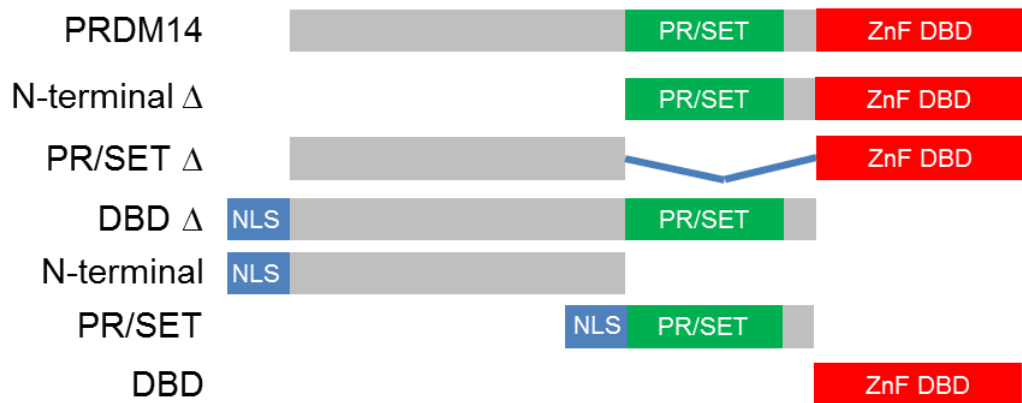 PRDM14 PR/SET ZnF DBD
N-terminal Δ PR/SET ZnF DBD
PR/SET Δ ZnF DBD
DBD Δ NLS PR/SET
N-terminal NLS
PR/SET NLS PR/SET
DBD ZnF DBD